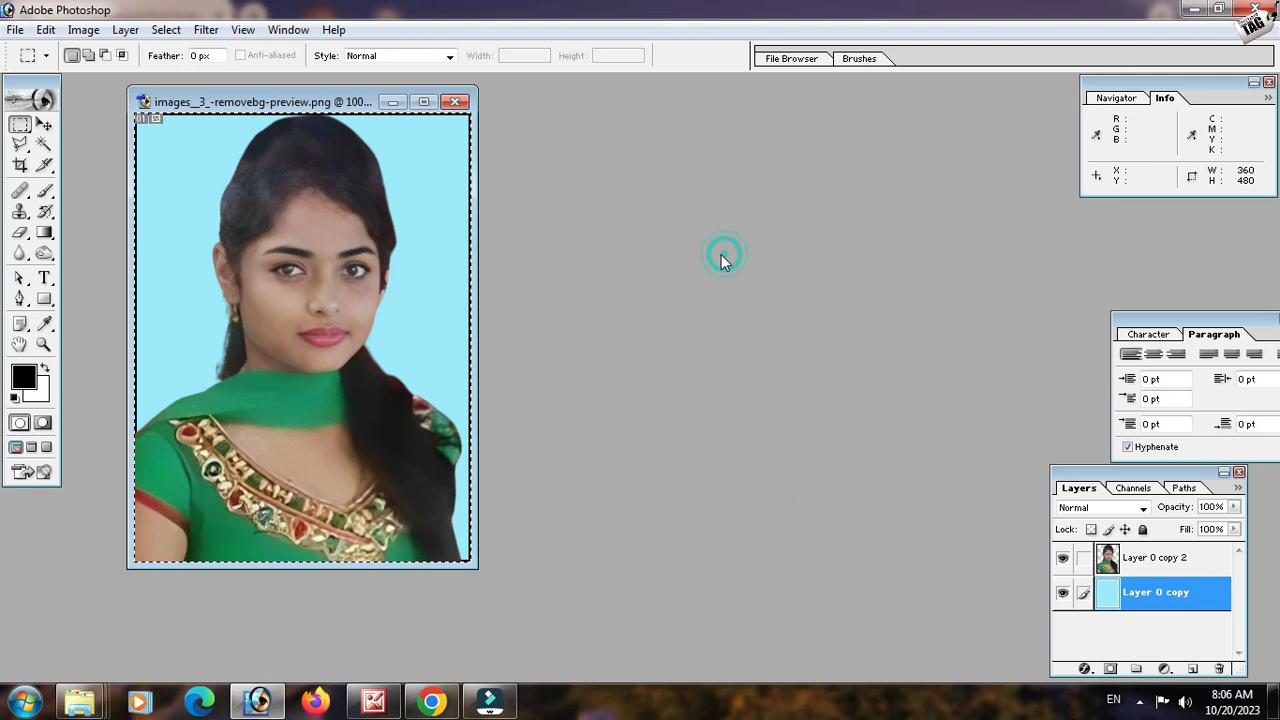 Adobe Photoshop
File Edit Image Layer Select Filter View Window Help
Feather: 0 px Anti-aliased Style: Normal Width: Height: File Browser Brushes
TAG
images__3_-removebg-preview.png @ 100...
01
Navigator Info
R : C :
G : M :
B : Y :
K :
X : W : 360
Y : H : 480
T
Character Paragraph
0 pt 0 pt
0 pt
0 pt 0 pt
Hyphenate
Layers Channels Paths
Normal Opacity: 100%
Lock: Fill: 100%
Layer 0 copy 2
Layer 0 copy
EN
8:06 AM
10/20/2023